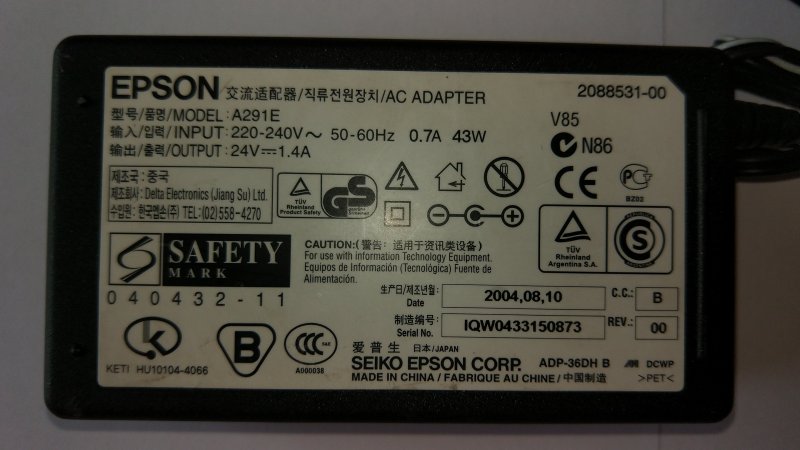 EPSON 交流适配器/직류전원장치/AC ADAPTER 2088531-00
型号/품명/MODEL: A291E
输入/입력/INPUT: 220-240V～ 50-60Hz 0.7A 43W
输出/출력/OUTPUT: 24V⎓1.4A
V85
N86
제조국: 중국
제조회사: Delta Electronics (Jiang Su) Ltd.
수입원: 한국엡손(주) TEL:(02)558-4270
TÜV
Rheinland
Product Safety
GS
CE
BZ02
TÜV
Rheinland
Argentina S.A.
S
SAFETY
MARK
040432-11
CAUTION:(警告: 适用于资讯类设备)
For use with information Technology Equipment.
Equipos de Información (Tecnológica) Fuente de
Alimentación.
생산일/제조년월:
Date
2004,08,10
C.C.: B
制造编号:
Serial No.
IQW0433150873
REV.: 00
K
KETI HU10104-4066
B
CCC
S&E
A000038
爱普生 日本/JAPAN
SEIKO EPSON CORP. ADP-36DH B DCWP
MADE IN CHINA / FABRIQUE AU CHINE / 中国制造 >PET<